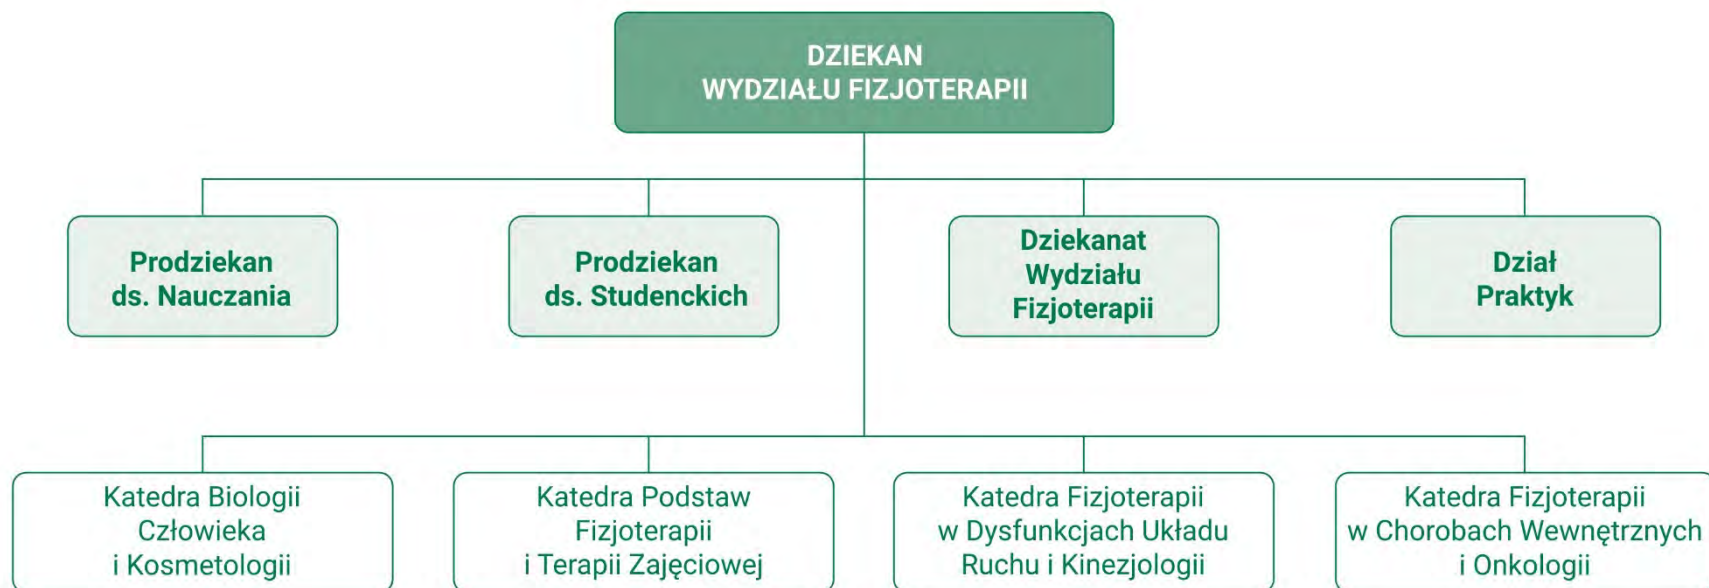 DZIEKAN
WYDZIAŁU FIZJOTERAPII
Prodziekan
ds. Nauczania
Prodziekan
ds. Studenckich
Dziekanat
Wydziału
Fizjoterapii
Dział
Praktyk
Katedra Biologii
Człowieka
i Kosmetologii
Katedra Podstaw
Fizjoterapii
i Terapii Zajęciowej
Katedra Fizjoterapii
w Dysfunkcjach Układu
Ruchu i Kinezjologii
Katedra Fizjoterapii
w Chorobach Wewnętrznych
i Onkologii